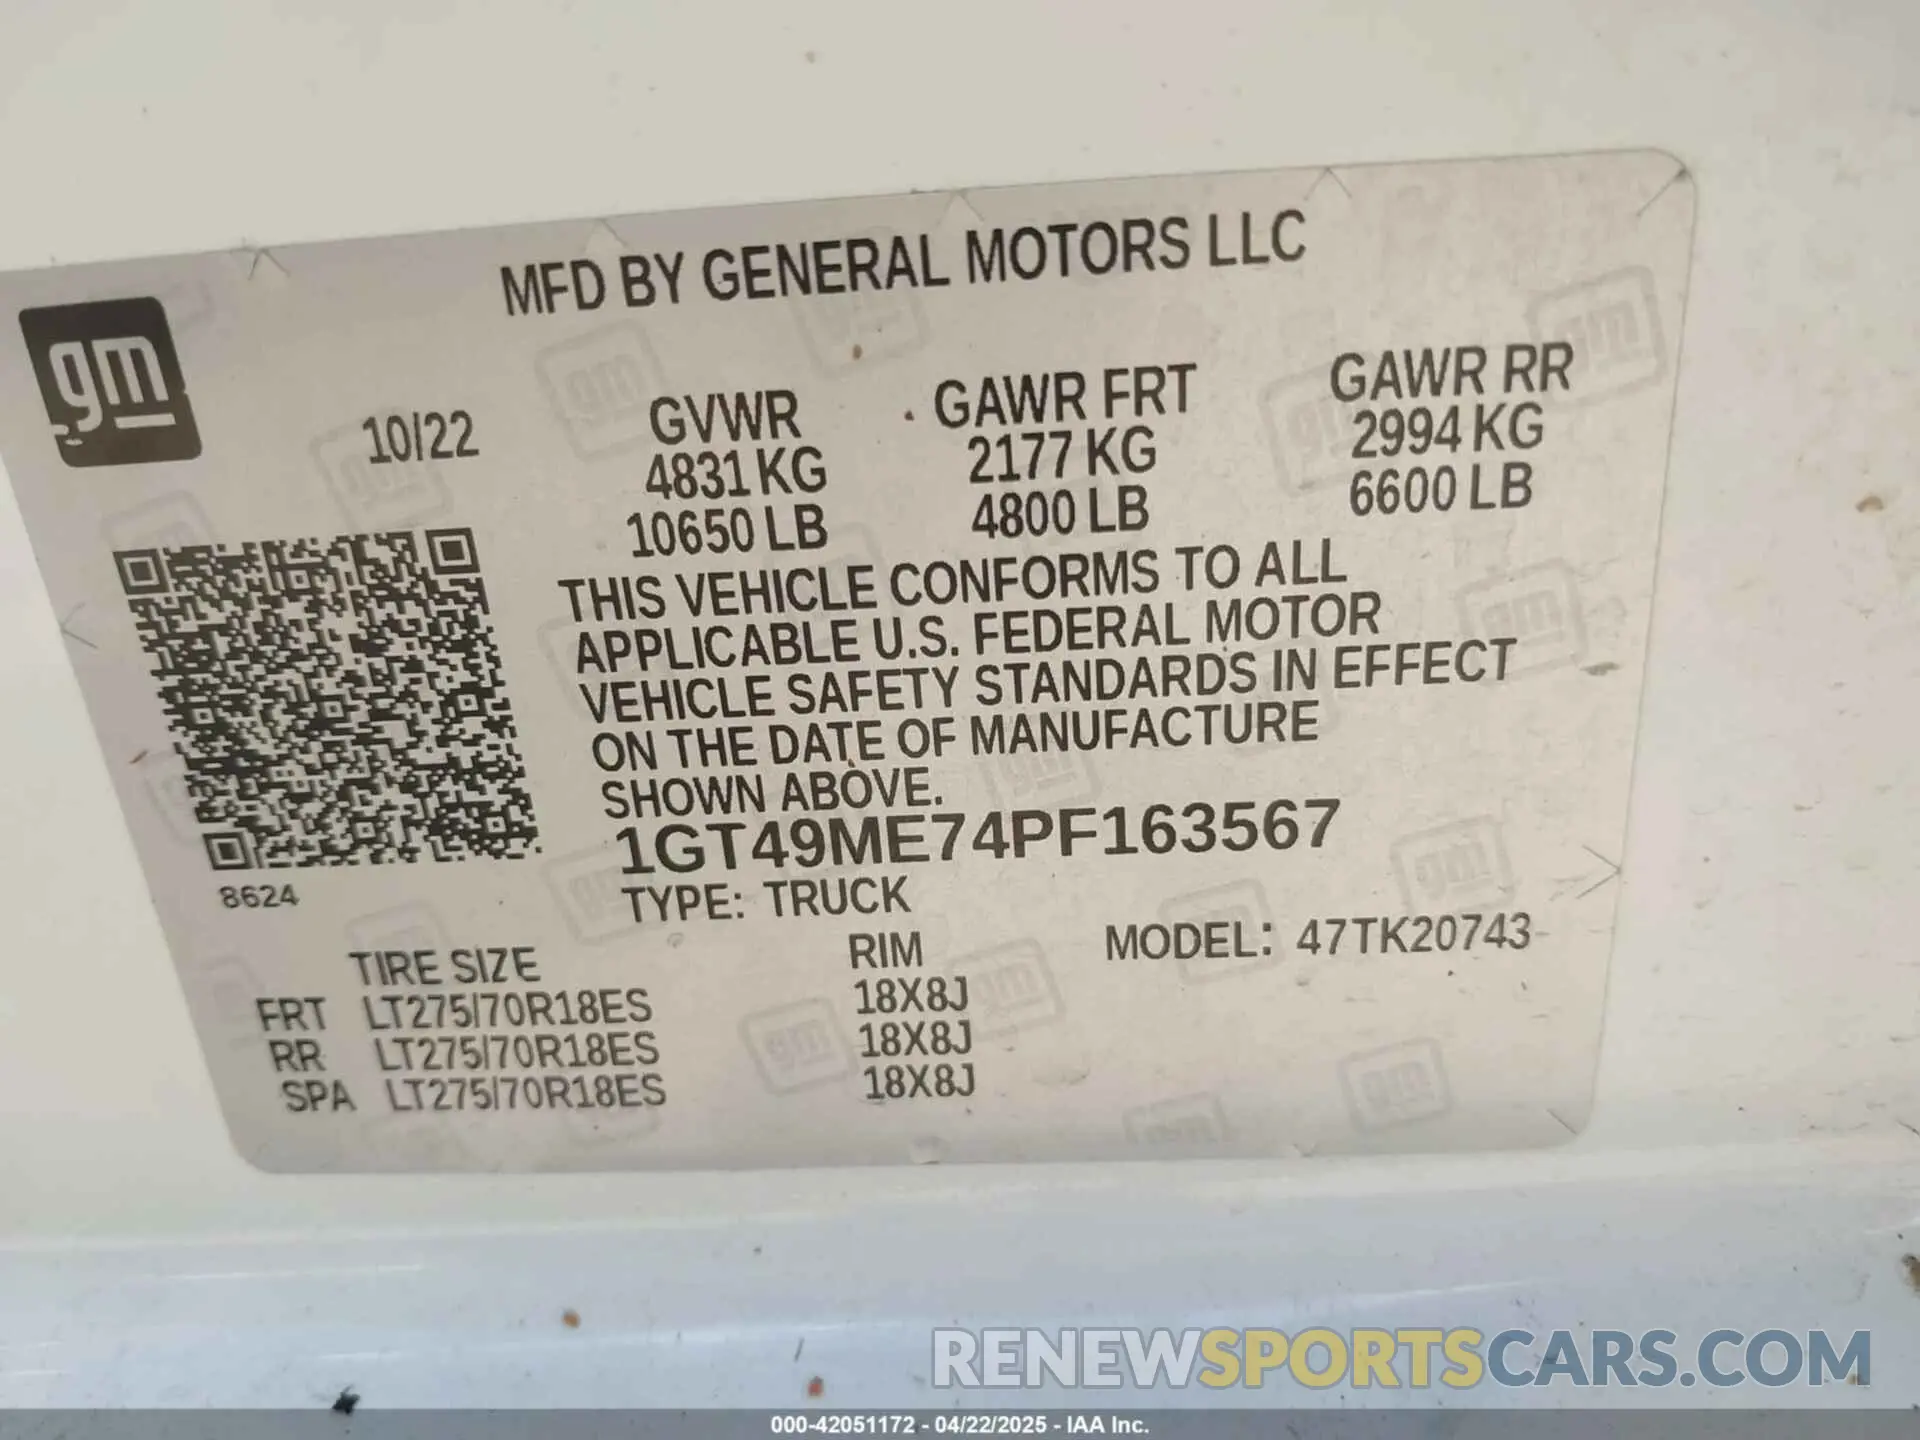 MFD BY GENERAL MOTORS LLC
gm
10/22
GVWR
4831 KG
10650 LB
GAWR FRT
2177 KG
4800 LB
GAWR RR
2994 KG
6600 LB
THIS VEHICLE CONFORMS TO ALL
APPLICABLE U.S. FEDERAL MOTOR
VEHICLE SAFETY STANDARDS IN EFFECT
ON THE DATE OF MANUFACTURE
SHOWN ABOVE.
1GT49ME74PF163567
8624
TYPE: TRUCK
MODEL: 47TK20743
TIRE SIZE RIM
FRT LT275/70R18ES 18X8J
RR LT275/70R18ES 18X8J
SPA LT275/70R18ES 18X8J
RENEWSPORTSCARS.COM
000-42051172 - 04/22/2025 - IAA Inc.